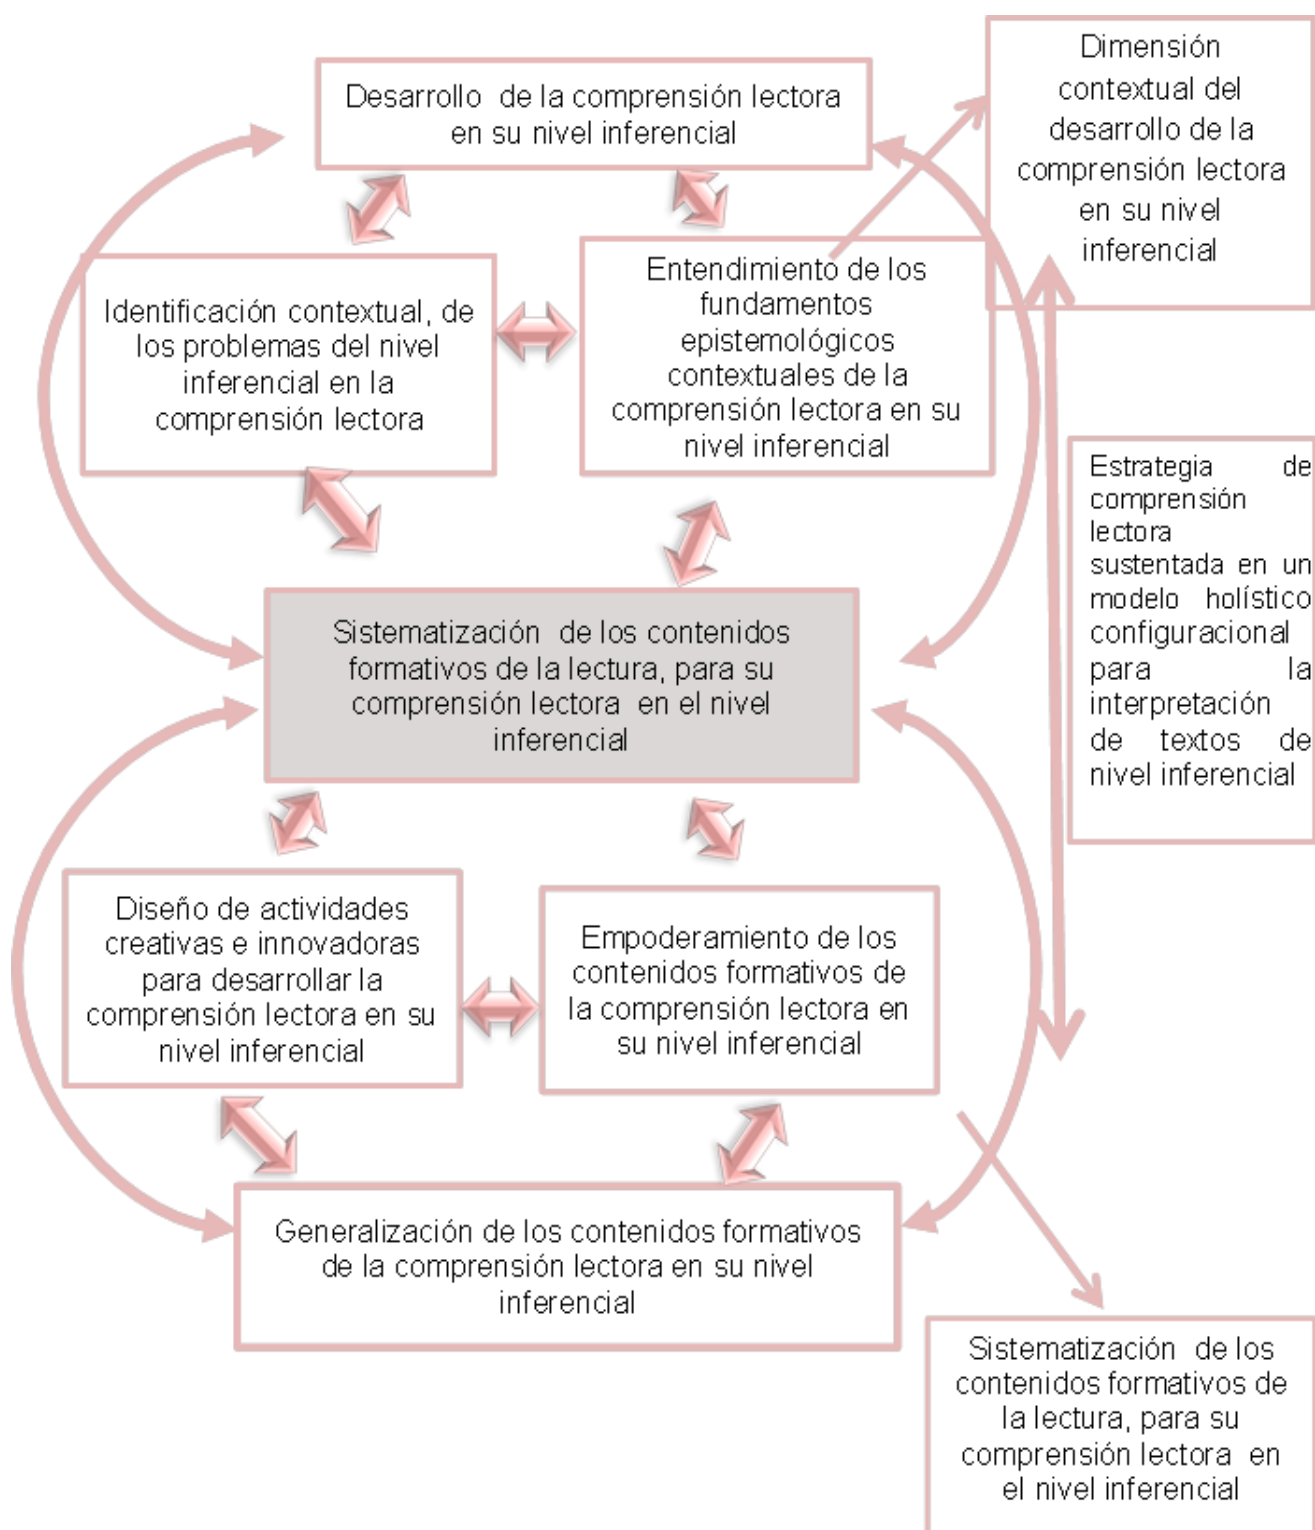 Desarrollo de la comprensión lectora
en su nivel inferencial
Dimensión
contextual del
desarrollo de la
comprensión lectora
en su nivel
inferencial
Identificación contextual, de
los problemas del nivel
inferencial en la
comprensión lectora
Entendimiento de los
fundamentos
epistemológicos
contextuales de la
comprensión lectora en su
nivel inferencial
Estrategia de
comprensión
lectora
sustentada en un
modelo holístico
configuracional
para la
interpretación
de textos de
nivel inferencial
Sistematización de los contenidos
formativos de la lectura, para su
comprensión lectora en el nivel
inferencial
Diseño de actividades
creativas e innovadoras
para desarrollar la
comprensión lectora en su
nivel inferencial
Empoderamiento de los
contenidos formativos de
la comprensión lectora en
su nivel inferencial
Generalización de los contenidos formativos
de la comprensión lectora en su nivel
inferencial
Sistematización de los
contenidos formativos de
la lectura, para su
comprensión lectora en
el nivel inferencial